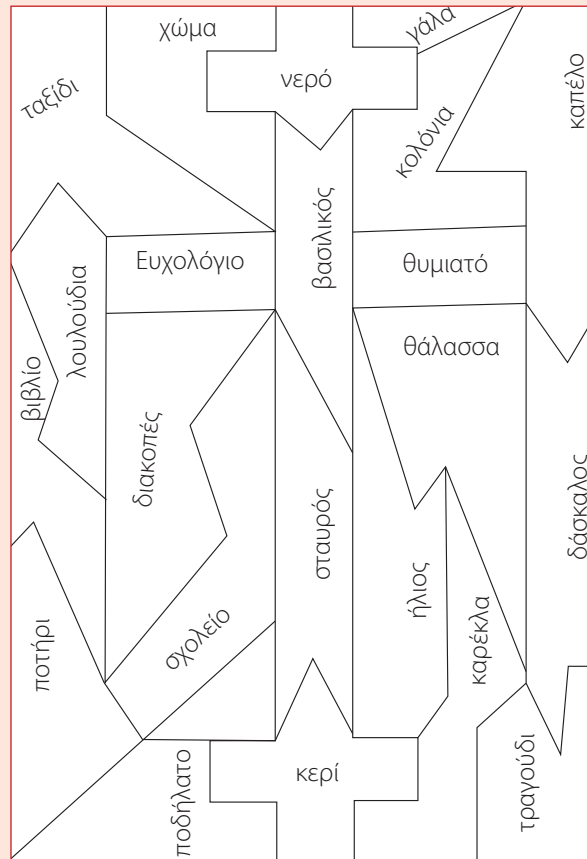 χώμα
γάλα
ταξίδι
νερό
καπέλο
κολόνια
βασιλικός
Ευχολόγιο
θυμιατό
λουλούδια
βιβλίο
θάλασσα
διακοπές
σταυρός
δάσκαλος
ήλιος
σχολείο
καρέκλα
ποτήρι
ποδήλατο
κερί
τραγούδι